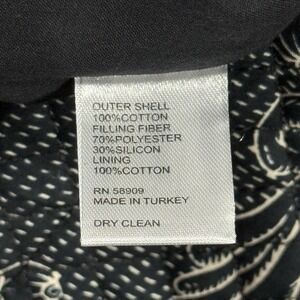 OUTER SHELL
100%COTTON
FILLING FIBER
70%POLYESTER
30%SILICON
LINING
100%COTTON
RN 58909
MADE IN TURKEY
DRY CLEAN